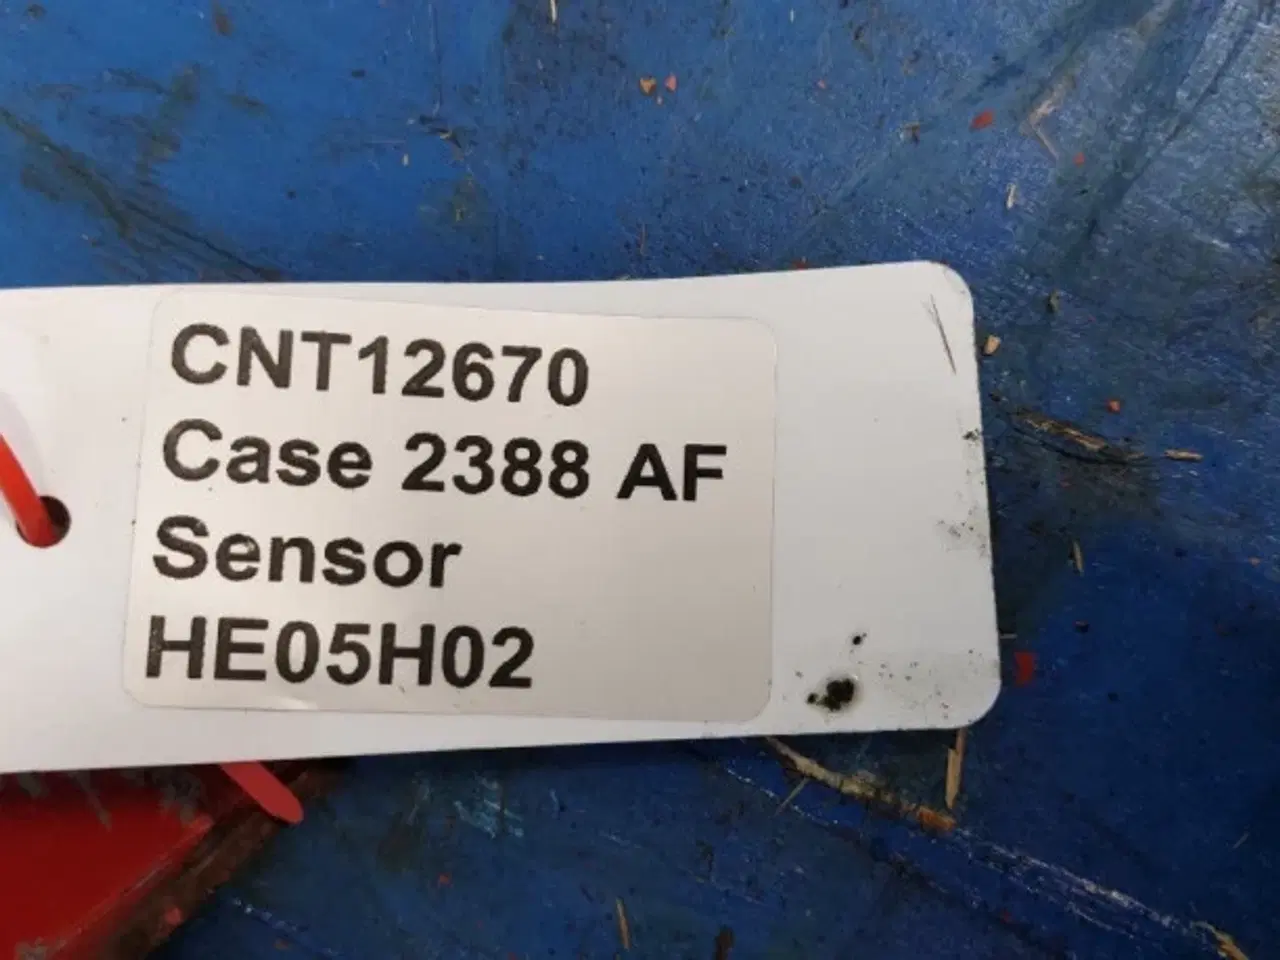 CNT12670
Case 2388 AF
Sensor
HE05H02